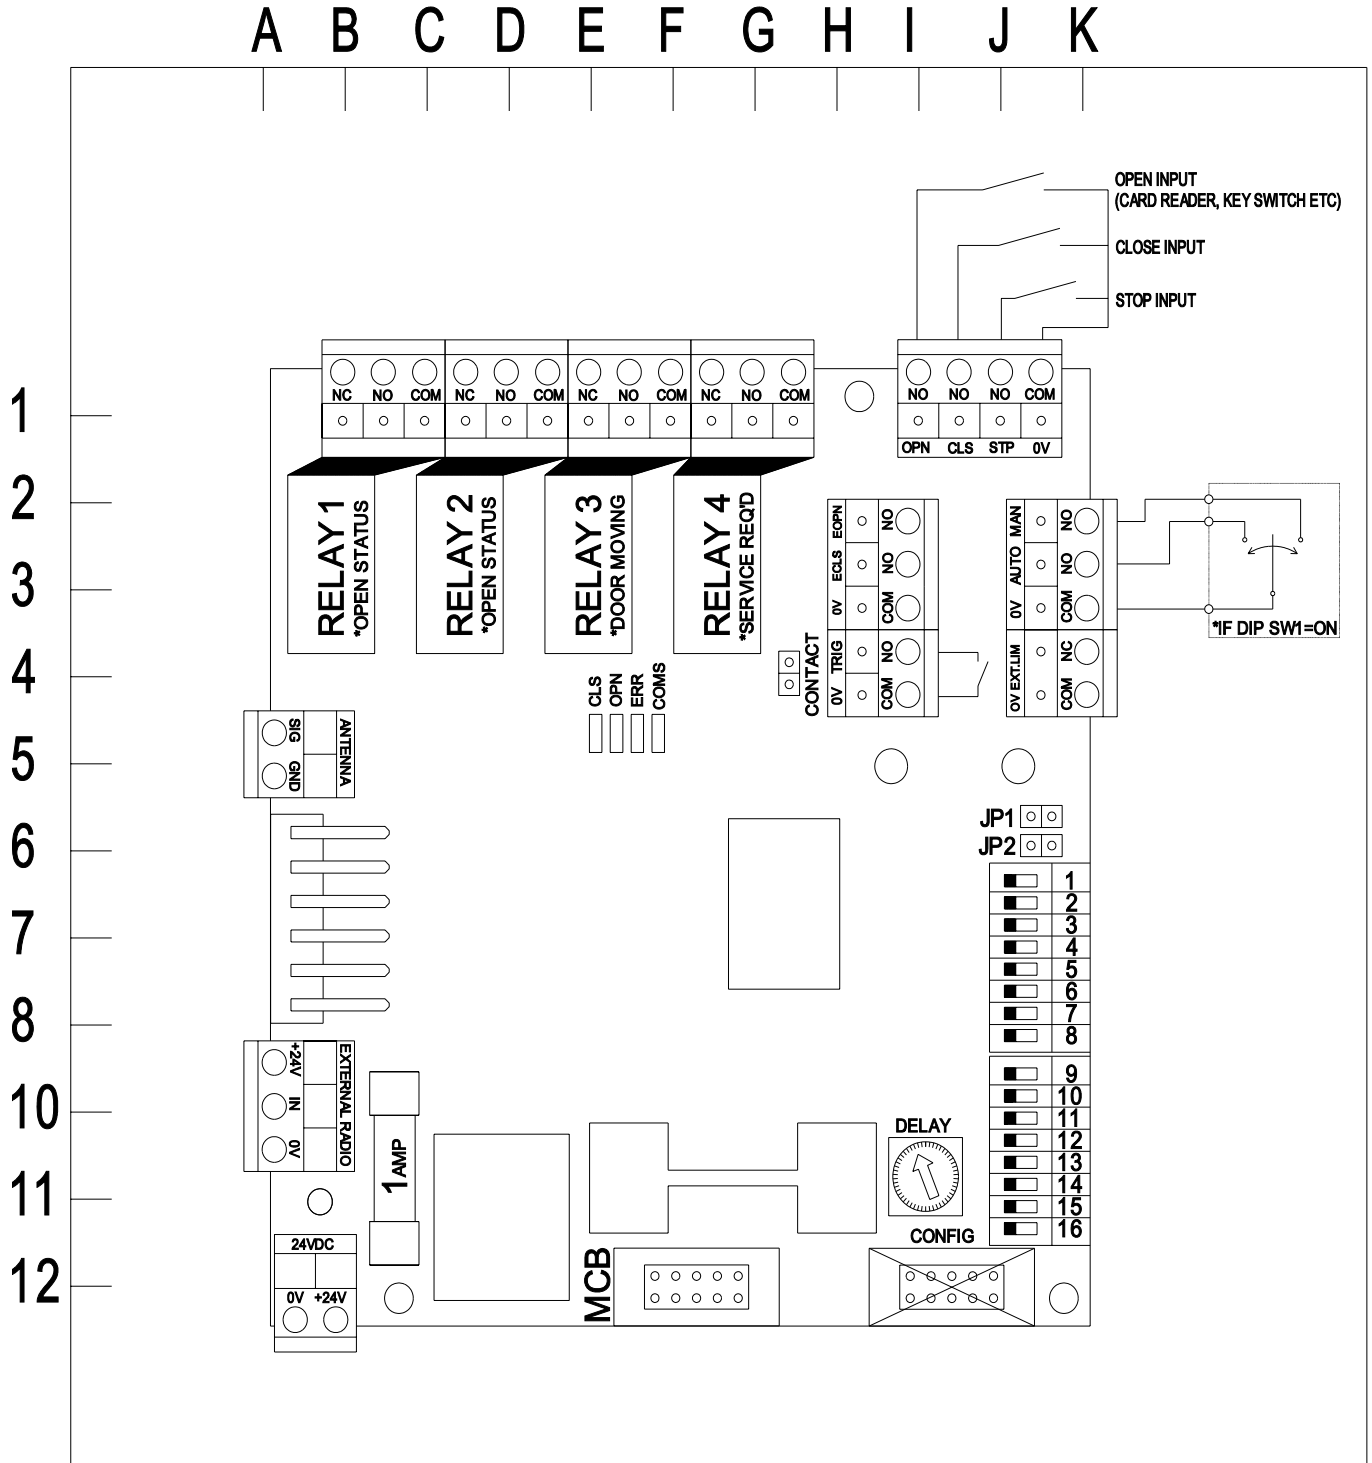 A B C D E F G H I J K
OPEN INPUT
(CARD READER, KEY SWITCH ETC)
CLOSE INPUT
STOP INPUT
NC NO COM NC NO COM NC NO COM NC NO COM
NO NO NO COM
OPN CLS STP 0V
1
2
3
4
5
6
7
8
10
11
12
RELAY 1
*OPEN STATUS
RELAY 2
*OPEN STATUS
RELAY 3
*DOOR MOVING
RELAY 4
*SERVICE REQ'D
EOPN NO
ECLS NO
0V COM
TRIG NO
0V COM
CONTACT
MAN NO
AUTO NO
0V COM
EXT.LIM NC
0V COM
*IF DIP SW1=ON
CLS
OPN
ERR
COMS
ANTENNA
SIG
GND
JP1
JP2
1
2
3
4
5
6
7
8
9
10
11
12
13
14
15
16
EXTERNAL RADIO
+24V
IN
0V
1 AMP
DELAY
CONFIG
MCB
24VDC
0V +24V